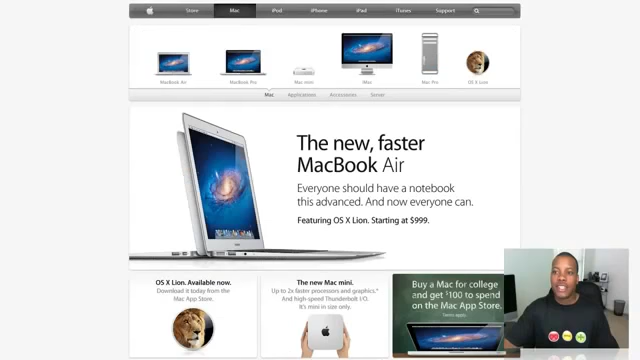 Store Mac iPod iPhone iPad iTunes Support
MacBook Air MacBook Pro Mac mini iMac Mac Pro OS X Lion
Mac Applications Accessories Server
The new, faster
MacBook Air
Everyone should have a notebook
this advanced. And now everyone can.
Featuring OS X Lion. Starting at $999.
OS X Lion. Available now.
Download it today from the
Mac App Store.
The new Mac mini.
Up to 2x faster processors and graphics.*
And high-speed Thunderbolt I/O.
It's mini in size only.
Buy a Mac for college
and get $100 to spend
on the Mac App Store.
Terms apply.